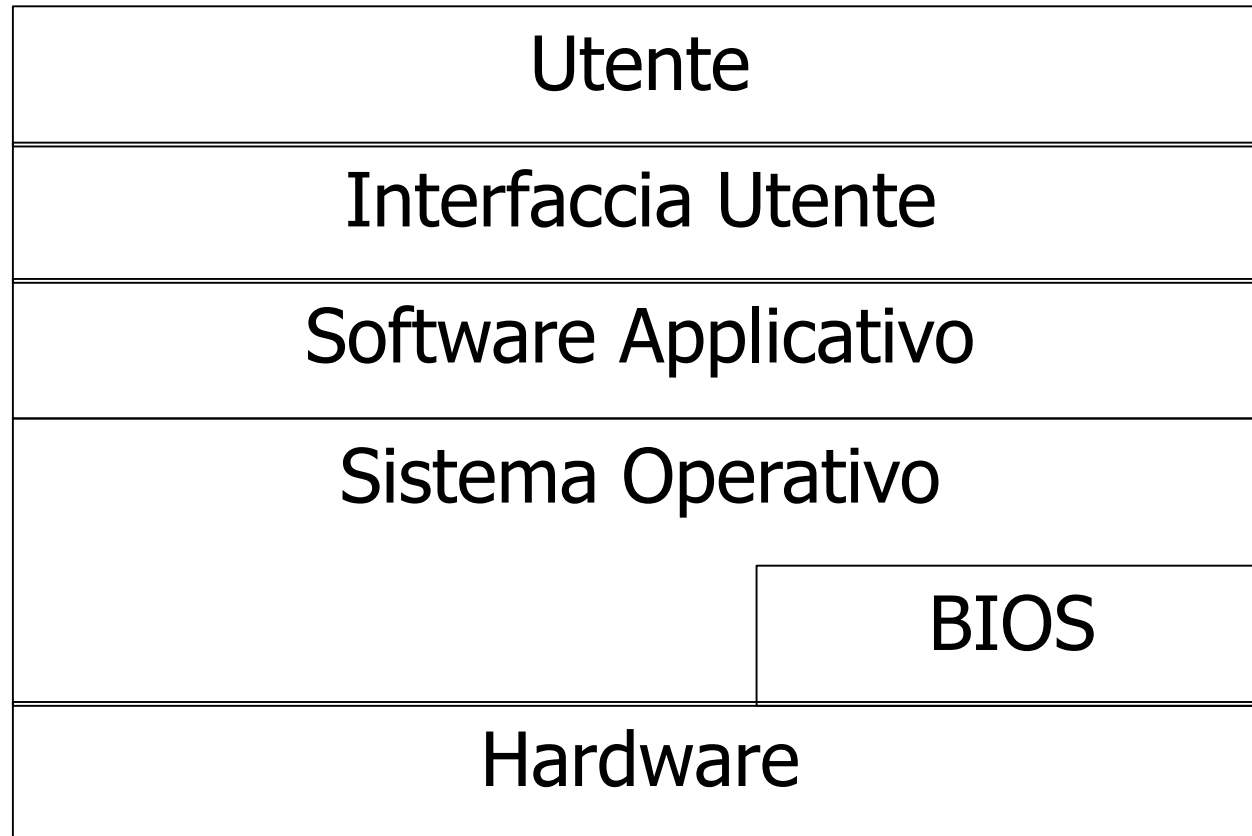 Utente
Interfaccia Utente
Software Applicativo
Sistema Operativo
BIOS
Hardware